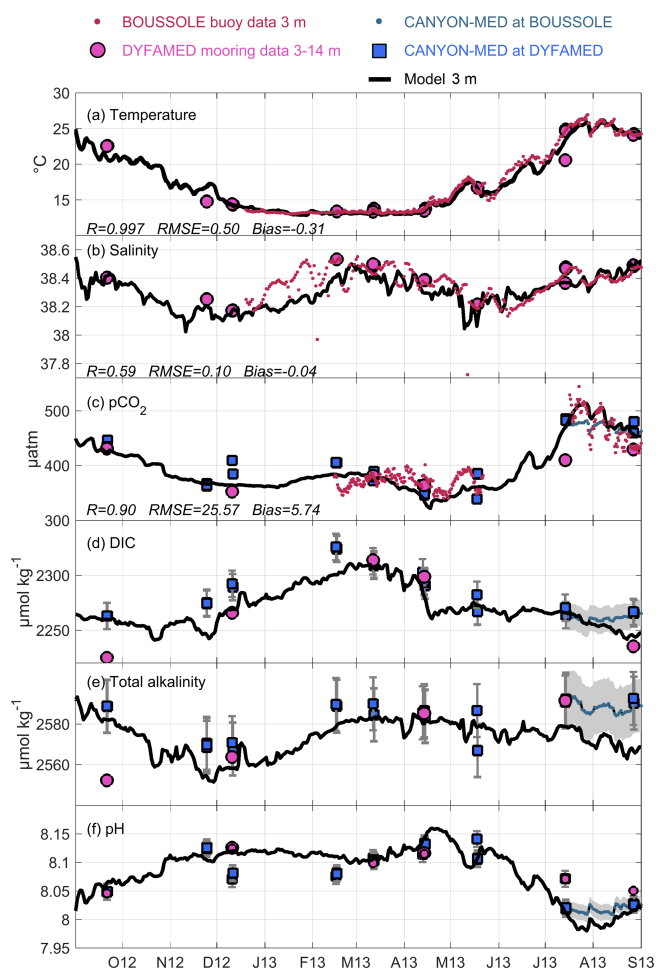 BOUSSOLE buoy data 3 m
CANYON-MED at BOUSSOLE
DYFAMED mooring data 3-14 m
CANYON-MED at DYFAMED
Model 3 m
(a) Temperature
°C
30
25
20
15
R=0.997 RMSE=0.50 Bias=-0.31
(b) Salinity
38.6
38.4
38.2
38
37.8
R=0.59 RMSE=0.10 Bias=-0.04
(c) pCO2
µatm
500
400
300
R=0.90 RMSE=25.57 Bias=5.74
(d) DIC
µmol kg-1
2300
2250
(e) Total alkalinity
µmol kg-1
2580
2560
(f) pH
8.15
8.1
8.05
8
7.95
O12 N12 D12 J13 F13 M13 A13 M13 J13 J13 A13 S13